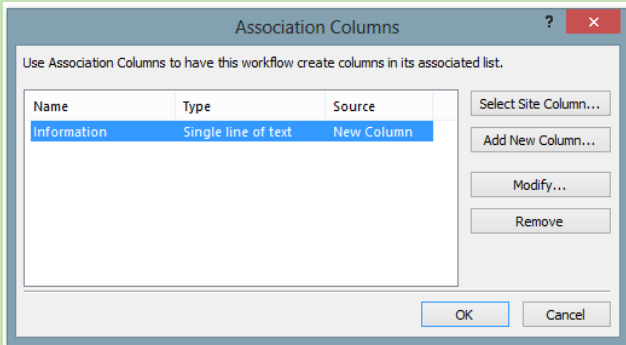 Association Columns
? ×
Use Association Columns to have this workflow create columns in its associated list.
Name Type Source
Information Single line of text New Column
Select Site Column...
Add New Column...
Modify...
Remove
OK Cancel